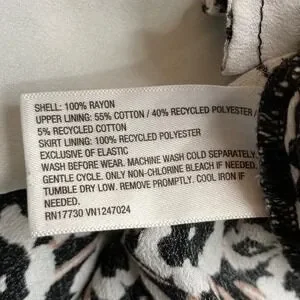 SHELL: 100% RAYON
UPPER LINING: 55% COTTON / 40% RECYCLED POLYESTER /
5% RECYCLED COTTON
SKIRT LINING: 100% RECYCLED POLYESTER
EXCLUSIVE OF ELASTIC
WASH BEFORE WEAR. MACHINE WASH COLD SEPARATELY
GENTLE CYCLE. ONLY NON-CHLORINE BLEACH IF NEEDED.
TUMBLE DRY LOW. REMOVE PROMPTLY. COOL IRON IF
NEEDED.
RN17730 VN1247024